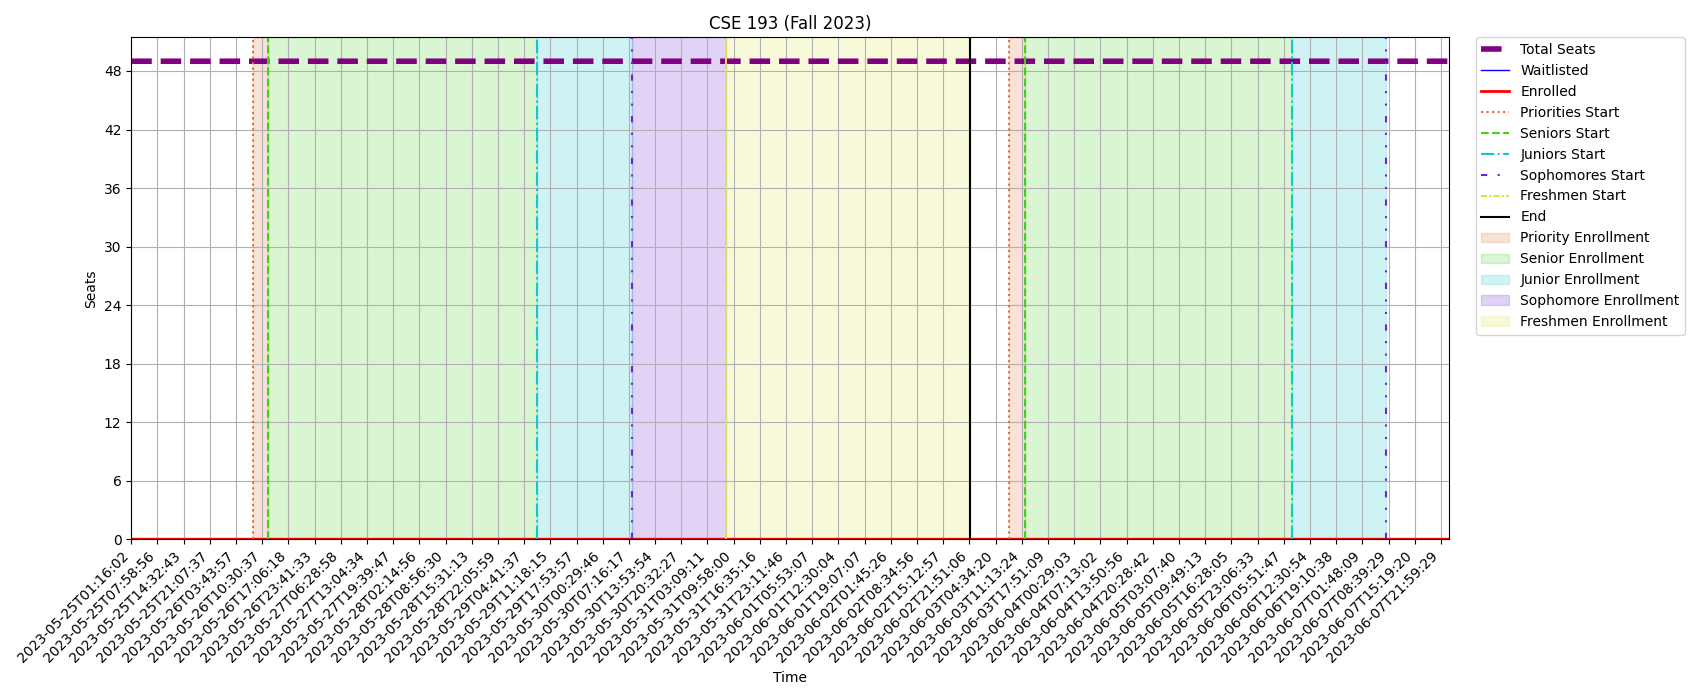 CSE 193 (Fall 2023)
Total Seats
Waitlisted
Enrolled
Priorities Start
Seniors Start
Juniors Start
Sophomores Start
Freshmen Start
End
Priority Enrollment
Senior Enrollment
Junior Enrollment
Sophomore Enrollment
Freshmen Enrollment
Seats
48
42
36
30
24
18
12
6
0
2023-05-25T01:16:02
2023-05-25T07:58:56
2023-05-25T14:32:43
2023-05-25T21:07:37
2023-05-26T03:43:57
2023-05-26T10:30:37
2023-05-26T17:06:18
2023-05-26T23:41:33
2023-05-27T06:28:58
2023-05-27T13:04:34
2023-05-27T19:39:47
2023-05-28T02:14:56
2023-05-28T08:56:30
2023-05-28T15:31:13
2023-05-28T22:05:59
2023-05-29T04:41:37
2023-05-29T11:18:15
2023-05-29T17:53:57
2023-05-30T00:29:46
2023-05-30T07:16:17
2023-05-30T13:53:54
2023-05-30T20:32:27
2023-05-31T03:09:11
2023-05-31T09:58:00
2023-05-31T16:35:16
2023-05-31T23:11:46
2023-06-01T05:53:07
2023-06-01T12:30:04
2023-06-01T19:07:07
2023-06-02T01:45:26
2023-06-02T08:34:56
2023-06-02T15:12:57
2023-06-02T21:51:06
2023-06-03T04:34:20
2023-06-03T11:13:24
2023-06-03T17:51:09
2023-06-04T00:29:03
2023-06-04T07:13:02
2023-06-04T13:50:56
2023-06-04T20:28:42
2023-06-05T03:07:40
2023-06-05T09:49:13
2023-06-05T16:28:05
2023-06-05T23:06:33
2023-06-06T05:51:47
2023-06-06T12:30:54
2023-06-06T19:10:38
2023-06-07T01:48:09
2023-06-07T08:39:29
2023-06-07T15:19:20
2023-06-07T21:59:29
Time